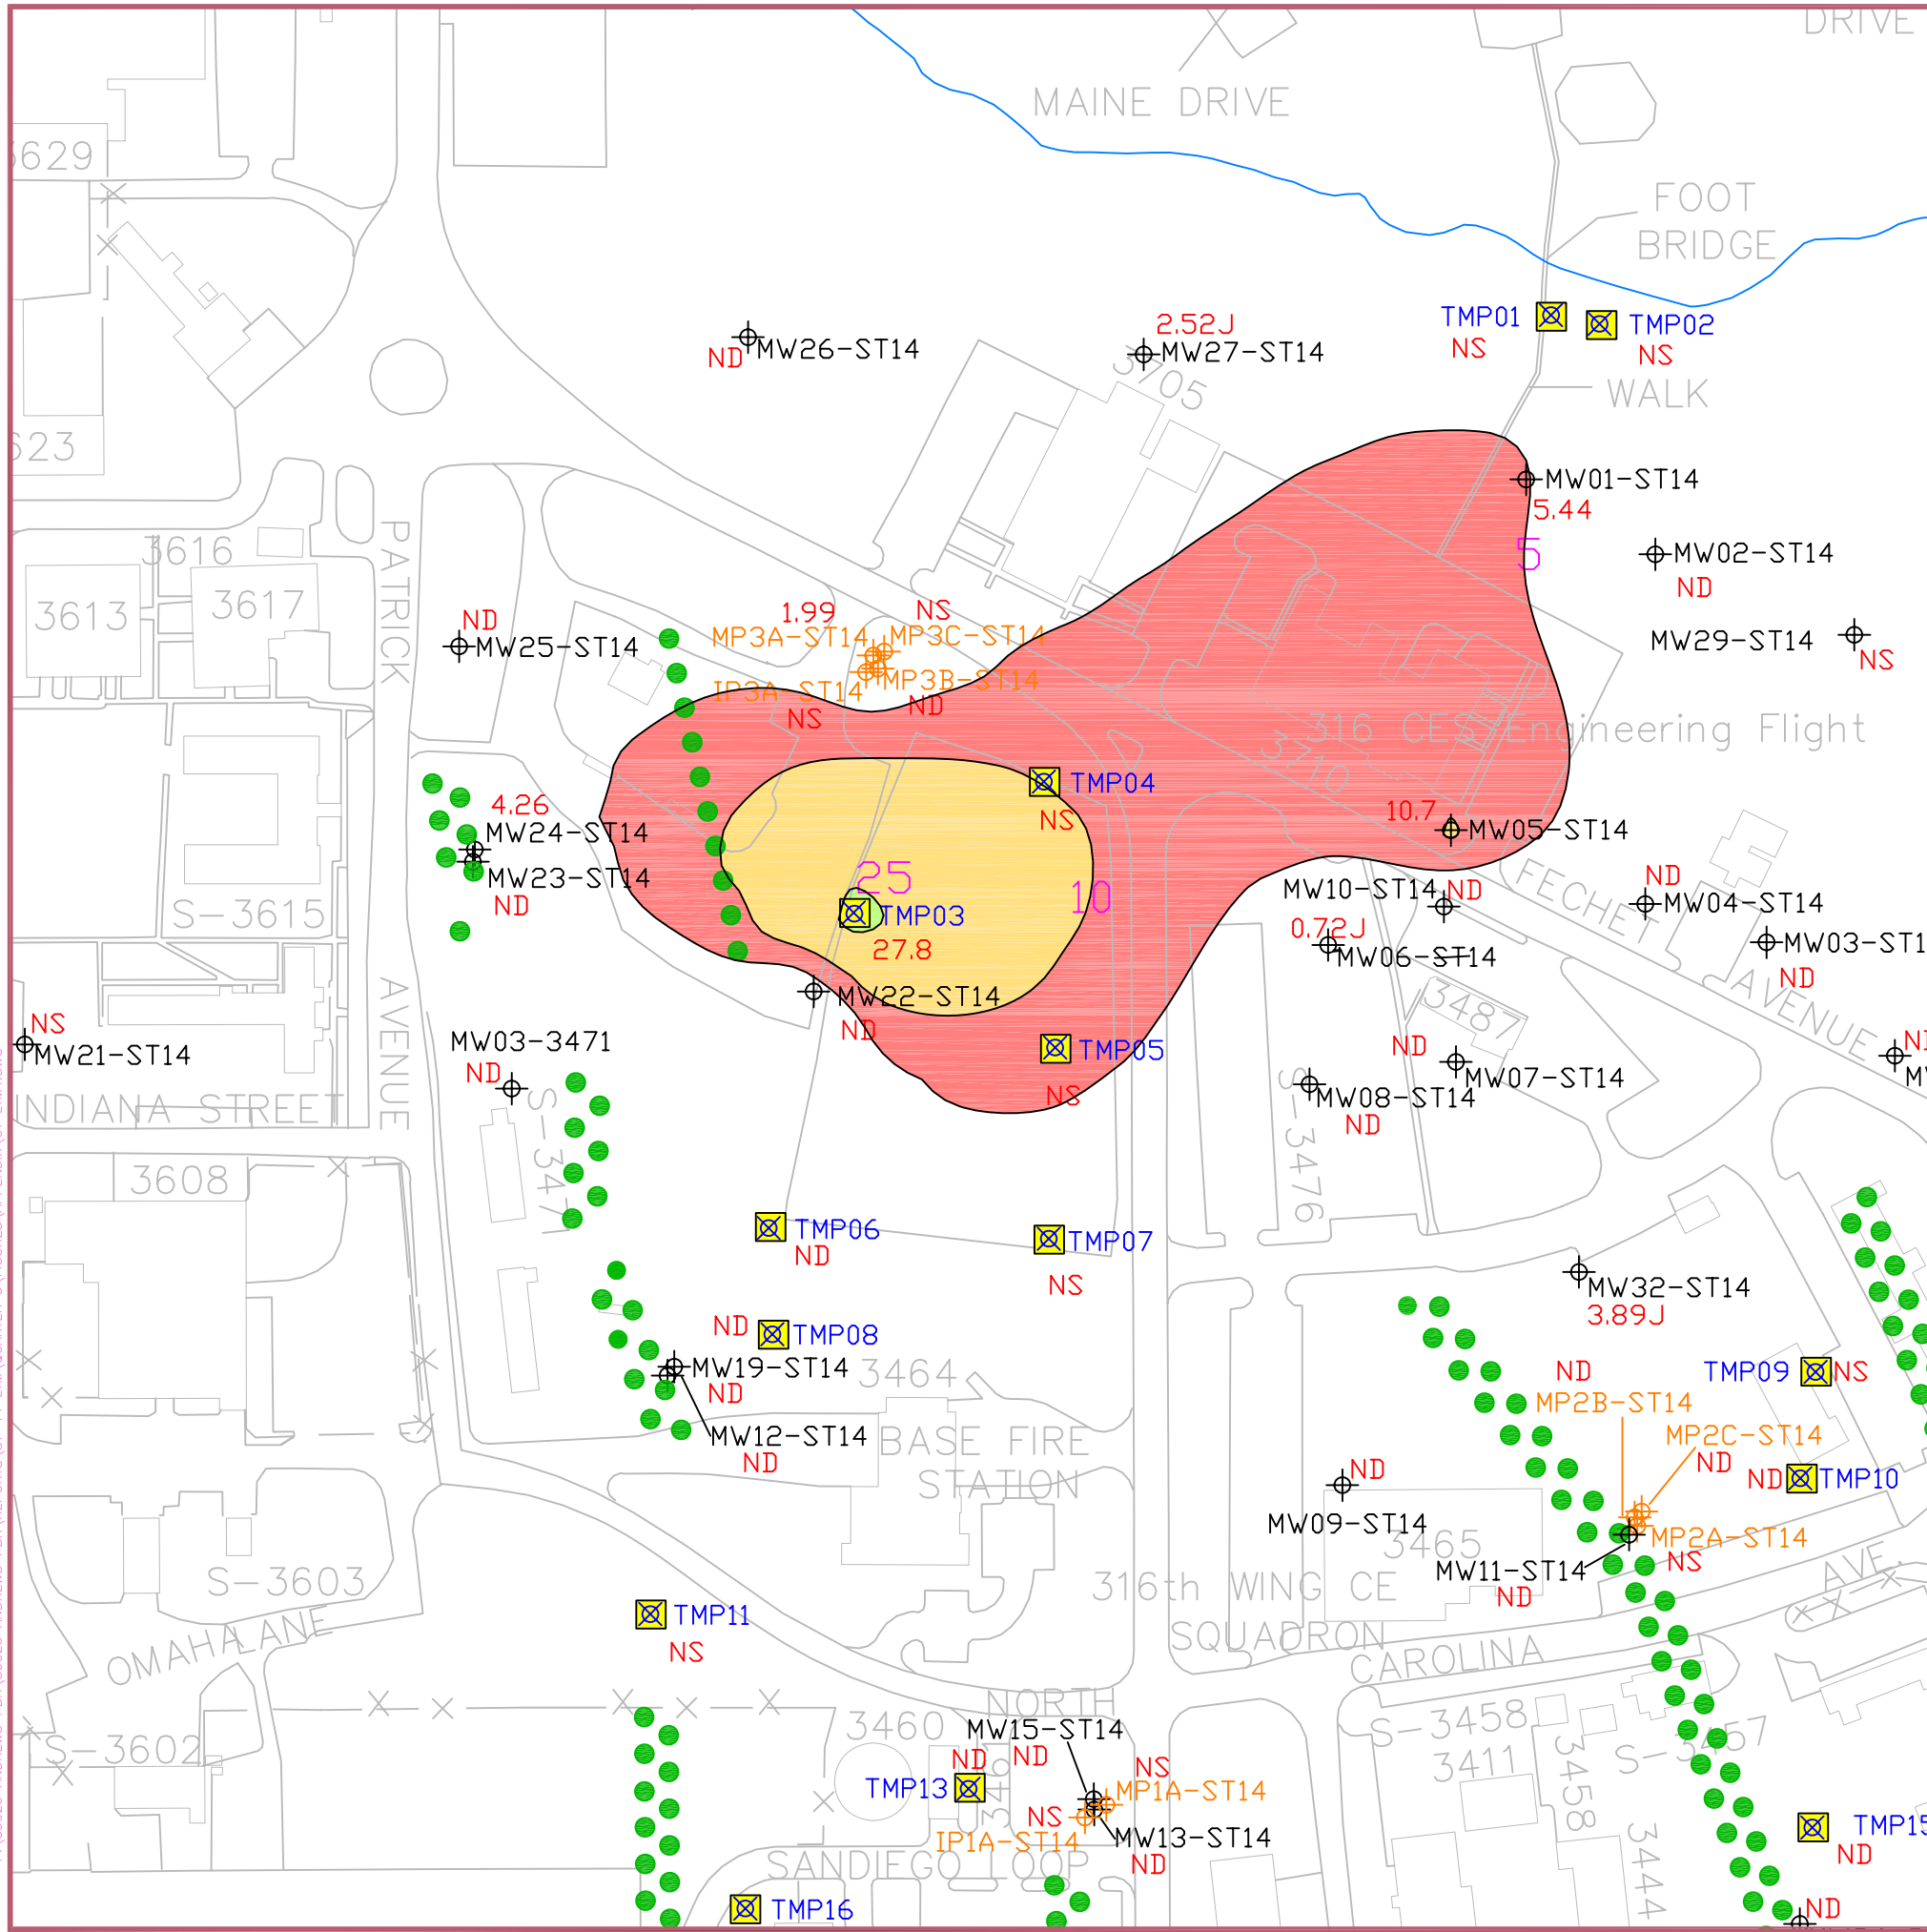 DRIVE
MAINE DRIVE
3629
FOOT
BRIDGE
TMP01
NS
TMP02
NS
WALK
ND
MW26-ST14
2.52J
MW27-ST14
3705
623
MW01-ST14
5.44
5
MW02-ST14
ND
PATRICK
3616
3613
3617
ND
MW25-ST14
1.99
NS
MP3A-ST14
MP3C-ST14
IP3A-ST14
MP3B-ST14
NS
ND
MW29-ST14
NS
316 CES Engineering Flight
3710
TMP04
NS
4.26
MW24-ST14
MW23-ST14
ND
10.7
MW05-ST14
25
10
TMP03
27.8
S-3615
FECHET
AVENUE
MW10-ST14
ND
0.72J
MW06-ST14
ND
MW04-ST14
MW03-ST1
ND
MW22-ST14
ND
3487
AVENUE
NS
MW21-ST14
MW03-3471
ND
TMP05
NS
ND
MW07-ST14
MW08-ST14
ND
INDIANA STREET
S-3471
S-3476
3608
TMP06
ND
TMP07
NS
MW32-ST14
3.89J
ND
TMP08
MW19-ST14
ND
MW12-ST14
ND
3464
BASE FIRE
STATION
TMP09
NS
ND
MP2B-ST14
MP2C-ST14
ND
ND
TMP10
ND
MW09-ST14
3465
MP2A-ST14
NS
MW11-ST14
ND
316th WING CE
SQUADRON
S-3603
TMP11
NS
OMAHA LANE
CAROLINA
AVE.
NORTH
3460
MW15-ST14
ND
ND
3461
TMP13
NS
MP1A-ST14
NS
IP1A-ST14
MW13-ST14
ND
S-3602
S-3458
3411
3458
S-3457
3444
TMP15
ND
SANDIEGO LOOP
TMP16
ND